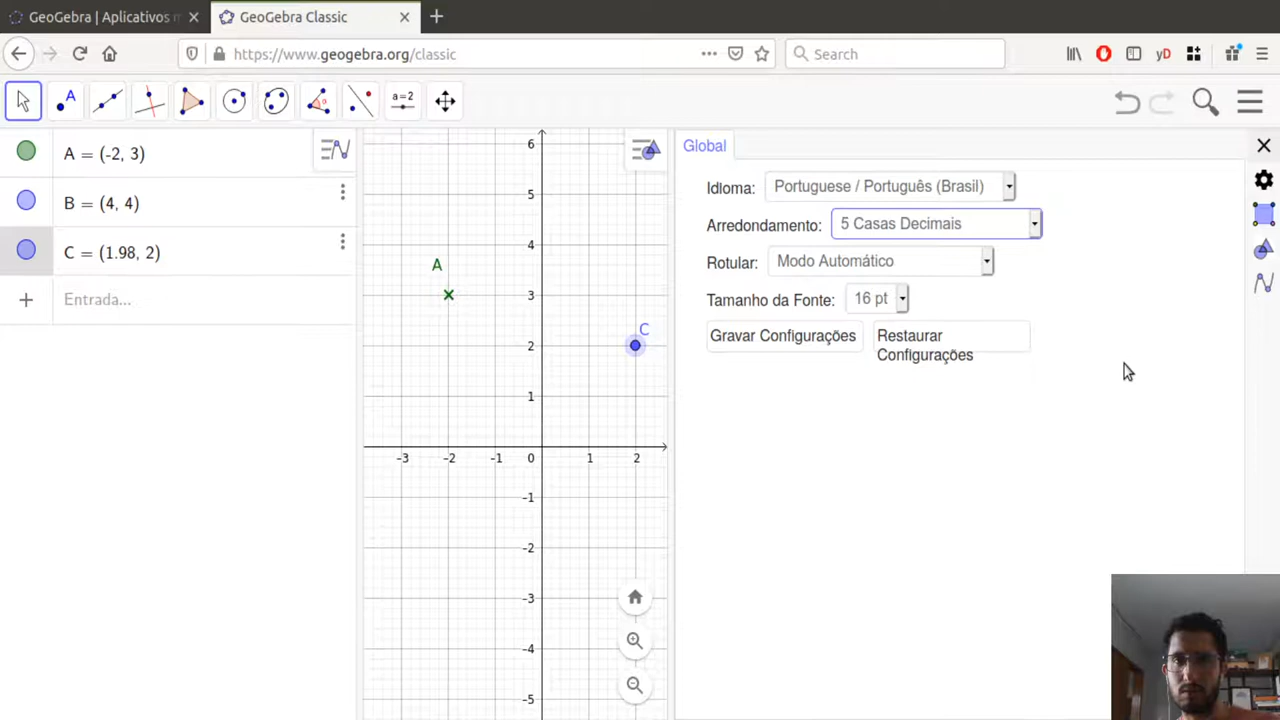 GeoGebra | Aplicativos m
GeoGebra Classic
https://www.geogebra.org/classic
Search
yD
A
a=2
A = (-2, 3)
B = (4, 4)
C = (1.98, 2)
Entrada...
6
5
4
3
2
1
0
-3
-2
-1
1
2
-1
-2
-3
-4
-5
A
C
Global
Idioma: Portuguese / Português (Brasil)
Arredondamento: 5 Casas Decimais
Rotular: Modo Automático
Tamanho da Fonte: 16 pt
Gravar Configurações
Restaurar
Configurações